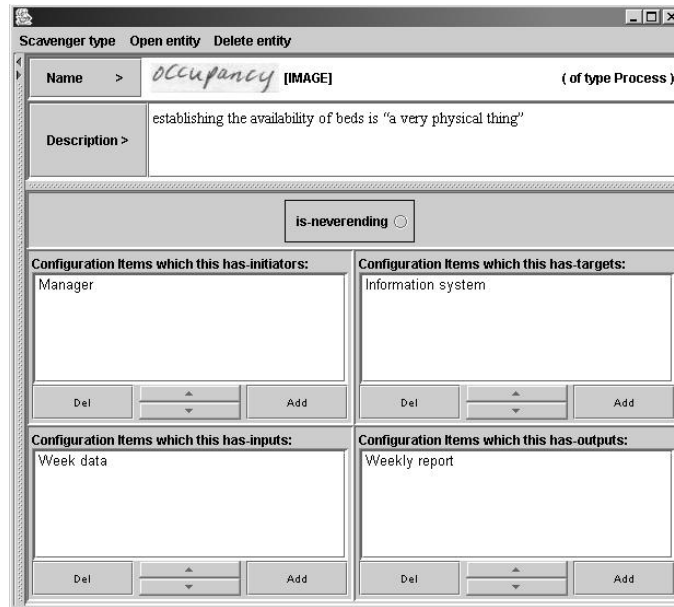 Scavenger type Open entity Delete entity
Name > occupancy [IMAGE] ( of type Process )
Description > establishing the availability of beds is “a very physical thing”
is-neverending
Configuration Items which this has-initiators: Configuration Items which this has-targets:
Manager Information system
Del Add Del Add
Configuration Items which this has-inputs: Configuration Items which this has-outputs:
Week data Weekly report
Del Add Del Add